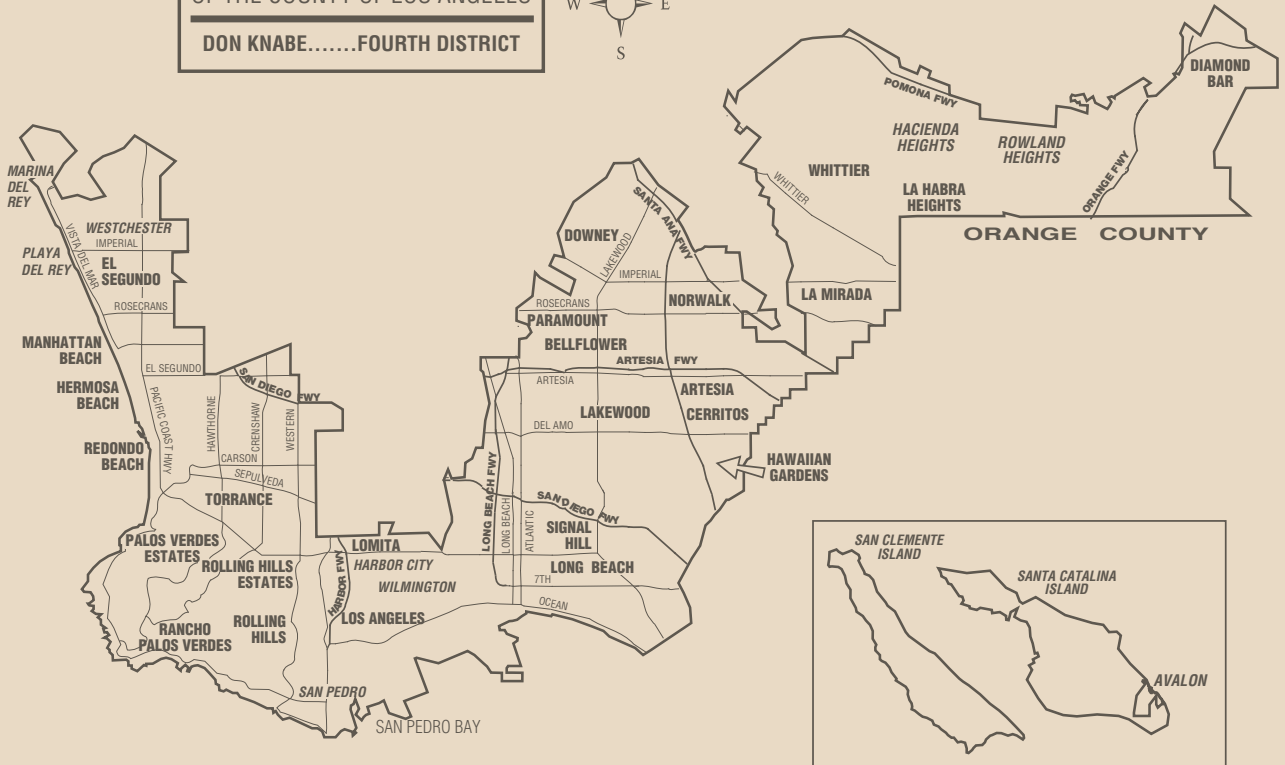 OF THE COUNTY OF LOS ANGELES
DON KNABE.......FOURTH DISTRICT
W
E
S
DIAMOND
BAR
POMONA FWY
HACIENDA
HEIGHTS
ROWLAND
HEIGHTS
ORANGE FWY
WHITTIER
WHITTIER
LA HABRA
HEIGHTS
ORANGE COUNTY
LA MIRADA
MARINA
DEL
REY
WESTCHESTER
IMPERIAL
VISTA DEL MAR
PLAYA
DEL REY
EL
SEGUNDO
ROSECRANS
MANHATTAN
BEACH
EL SEGUNDO
HERMOSA
BEACH
SAN DIEGO FWY
PACIFIC COAST HWY
HAWTHORNE
CRENSHAW
WESTERN
REDONDO
BEACH
CARSON
SEPULVEDA
TORRANCE
PALOS VERDES
ESTATES
ROLLING HILLS
ESTATES
LOMITA
HARBOR CITY
HARBOR FWY
WILMINGTON
ROLLING
HILLS
LOS ANGELES
RANCHO
PALOS VERDES
SAN PEDRO
SAN PEDRO BAY
DOWNEY
SANTA ANA FWY
LAKEWOOD
IMPERIAL
ROSECRANS
NORWALK
PARAMOUNT
BELLFLOWER
ARTESIA FWY
ARTESIA
ARTESIA
LAKEWOOD
CERRITOS
DEL AMO
HAWAIIAN
GARDENS
LONG BEACH FWY
LONG BEACH
ATLANTIC
SAN DIEGO FWY
SIGNAL
HILL
LONG BEACH
7TH
OCEAN
SAN CLEMENTE
ISLAND
SANTA CATALINA
ISLAND
AVALON